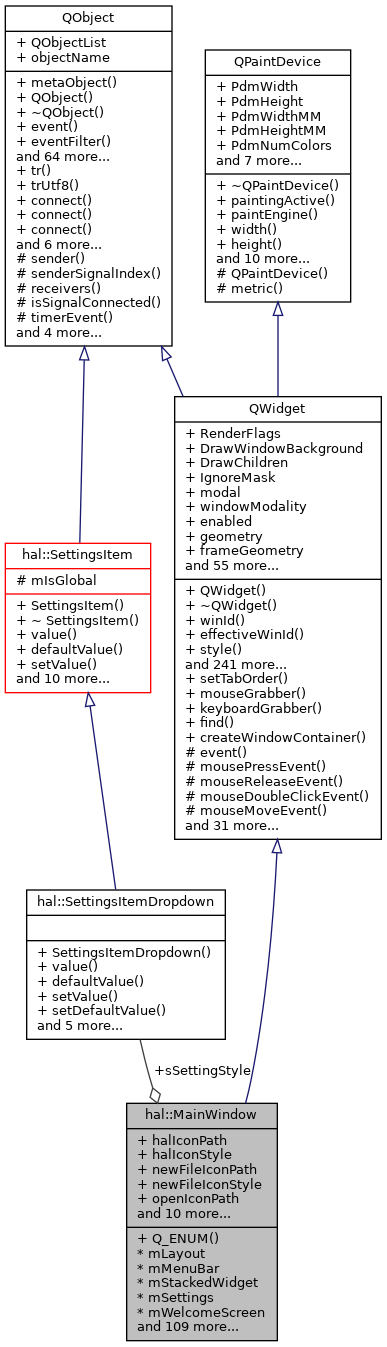 QObject
+ QObjectList
+ objectName
+ metaObject()
+ QObject()
+ ~QObject()
+ event()
+ eventFilter()
and 64 more...
+ tr()
+ trUtf8()
+ connect()
+ connect()
+ connect()
and 6 more...
# sender()
# senderSignalIndex()
# receivers()
# isSignalConnected()
# timerEvent()
and 4 more...
QPaintDevice
+ PdmWidth
+ PdmHeight
+ PdmWidthMM
+ PdmHeightMM
+ PdmNumColors
and 7 more...
+ ~QPaintDevice()
+ paintingActive()
+ paintEngine()
+ width()
+ height()
and 10 more...
# QPaintDevice()
# metric()
QWidget
+ RenderFlags
+ DrawWindowBackground
+ DrawChildren
+ IgnoreMask
+ modal
+ windowModality
+ enabled
+ geometry
+ frameGeometry
and 55 more...
+ QWidget()
+ ~QWidget()
+ winId()
+ effectiveWinId()
+ style()
and 241 more...
+ setTabOrder()
+ mouseGrabber()
+ keyboardGrabber()
+ find()
+ createWindowContainer()
# event()
# mousePressEvent()
# mouseReleaseEvent()
# mouseDoubleClickEvent()
# mouseMoveEvent()
and 31 more...
hal::SettingsItem
# mIsGlobal
+ SettingsItem()
+ ~ SettingsItem()
+ value()
+ defaultValue()
+ setValue()
and 10 more...
hal::SettingsItemDropdown
+ SettingsItemDropdown()
+ value()
+ defaultValue()
+ setValue()
+ setDefaultValue()
and 5 more...
+sSettingStyle
hal::MainWindow
+ halIconPath
+ halIconStyle
+ newFileIconPath
+ newFileIconStyle
+ openIconPath
and 10 more...
+ Q_ENUM()
* mLayout
* mMenuBar
* mStackedWidget
* mSettings
* mWelcomeScreen
and 109 more...